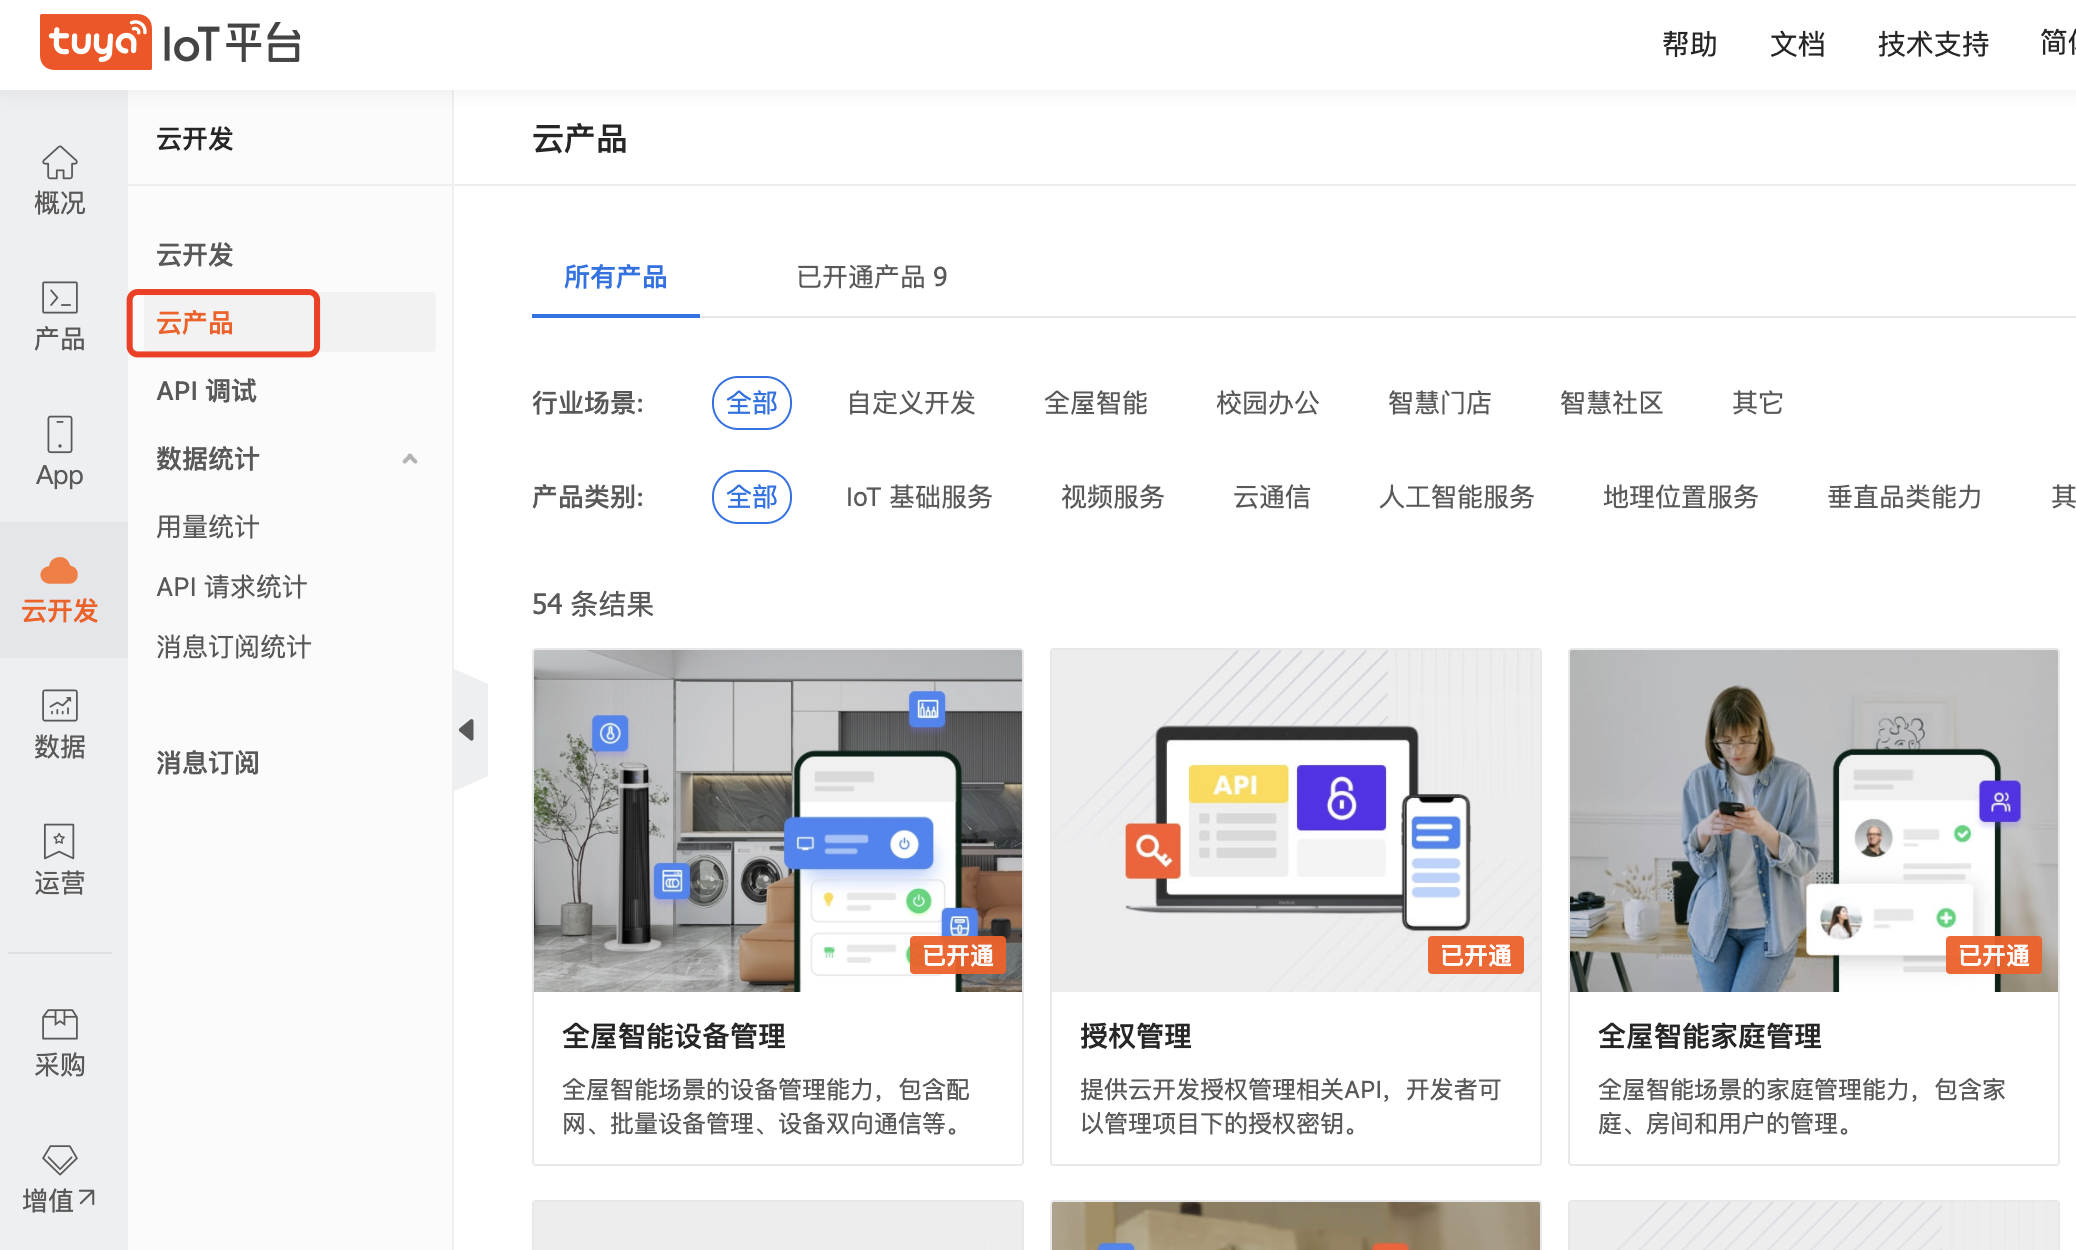 tuya IoT平台
帮助
文档
技术支持
概况
产品
App
云开发
数据
运营
采购
增值
云开发
云开发
云产品
API 调试
数据统计
用量统计
API 请求统计
消息订阅统计
消息订阅
云产品
所有产品
已开通产品 9
行业场景: 全部 自定义开发 全屋智能 校园办公 智慧门店 智慧社区 其它
产品类别: 全部 IoT 基础服务 视频服务 云通信 人工智能服务 地理位置服务 垂直品类能力 其
54 条结果
已开通
全屋智能设备管理
全屋智能场景的设备管理能力，包含配
网、批量设备管理、设备双向通信等。
API
已开通
授权管理
提供云开发授权管理相关API，开发者可
以管理项目下的授权密钥。
已开通
全屋智能家庭管理
全屋智能场景的家庭管理能力，包含家
庭、房间和用户的管理。